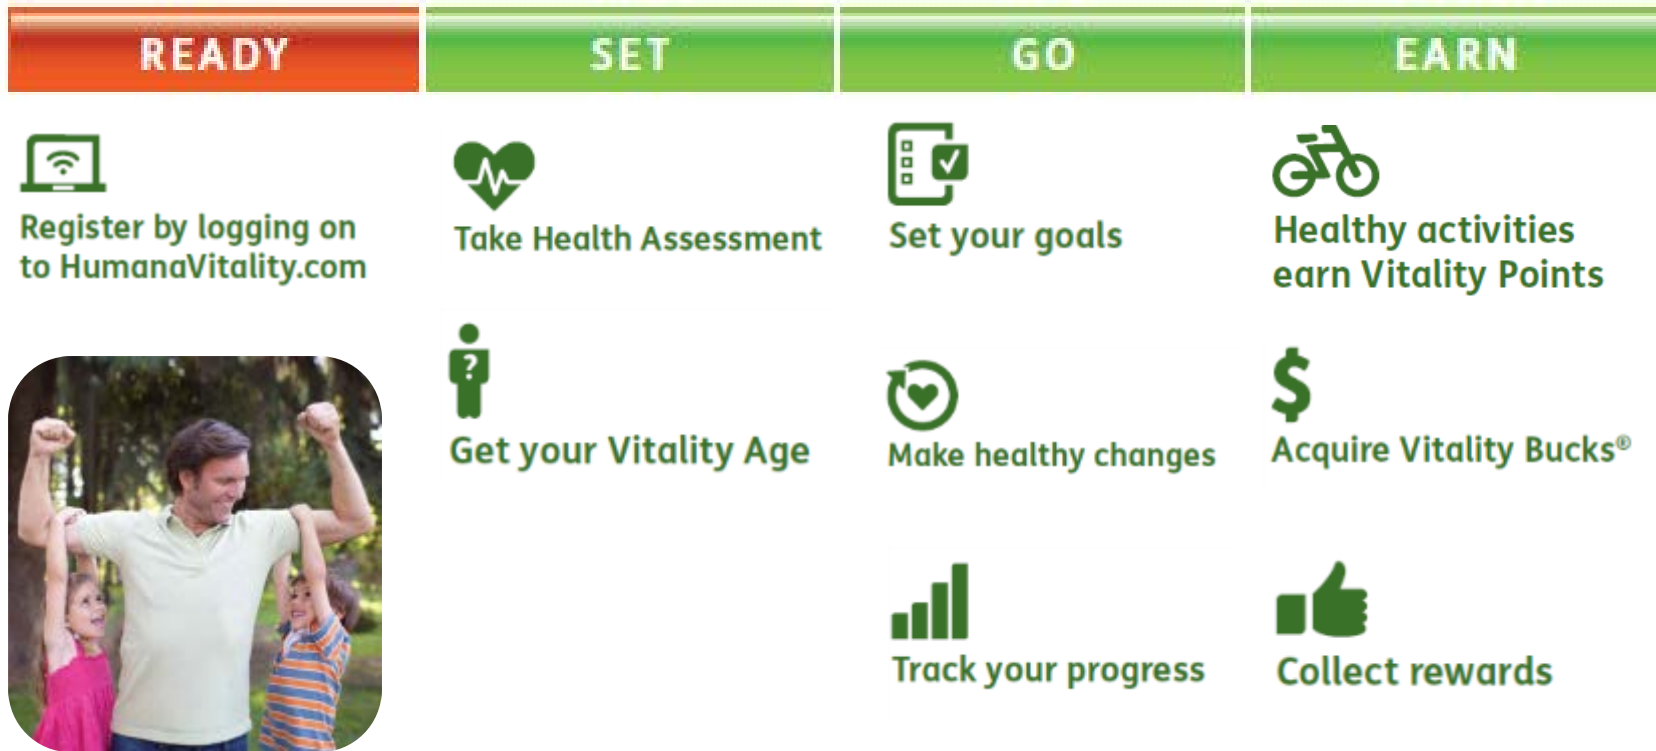 READY
SET
GO
EARN
Register by logging on
to HumanaVitality.com
Take Health Assessment
?
Get your Vitality Age
Set your goals
Make healthy changes
Track your progress
Healthy activities
earn Vitality Points
$
Acquire Vitality Bucks®
Collect rewards